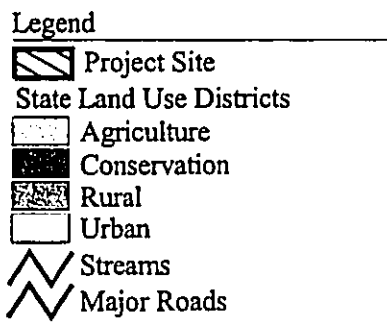 Legend
Project Site
State Land Use Districts
Agriculture
Conservation
Rural
Urban
Streams
Major Roads